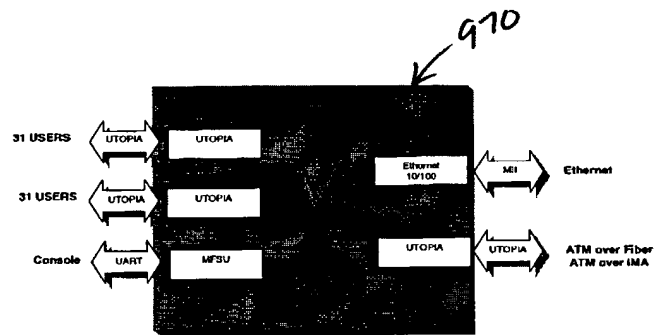 970
31 USERS UTOPIA UTOPIA
Ethernet 10/100 MII Ethernet
31 USERS UTOPIA UTOPIA
Console UART MFSU
UTOPIA UTOPIA ATM over Fiber
ATM over IMA